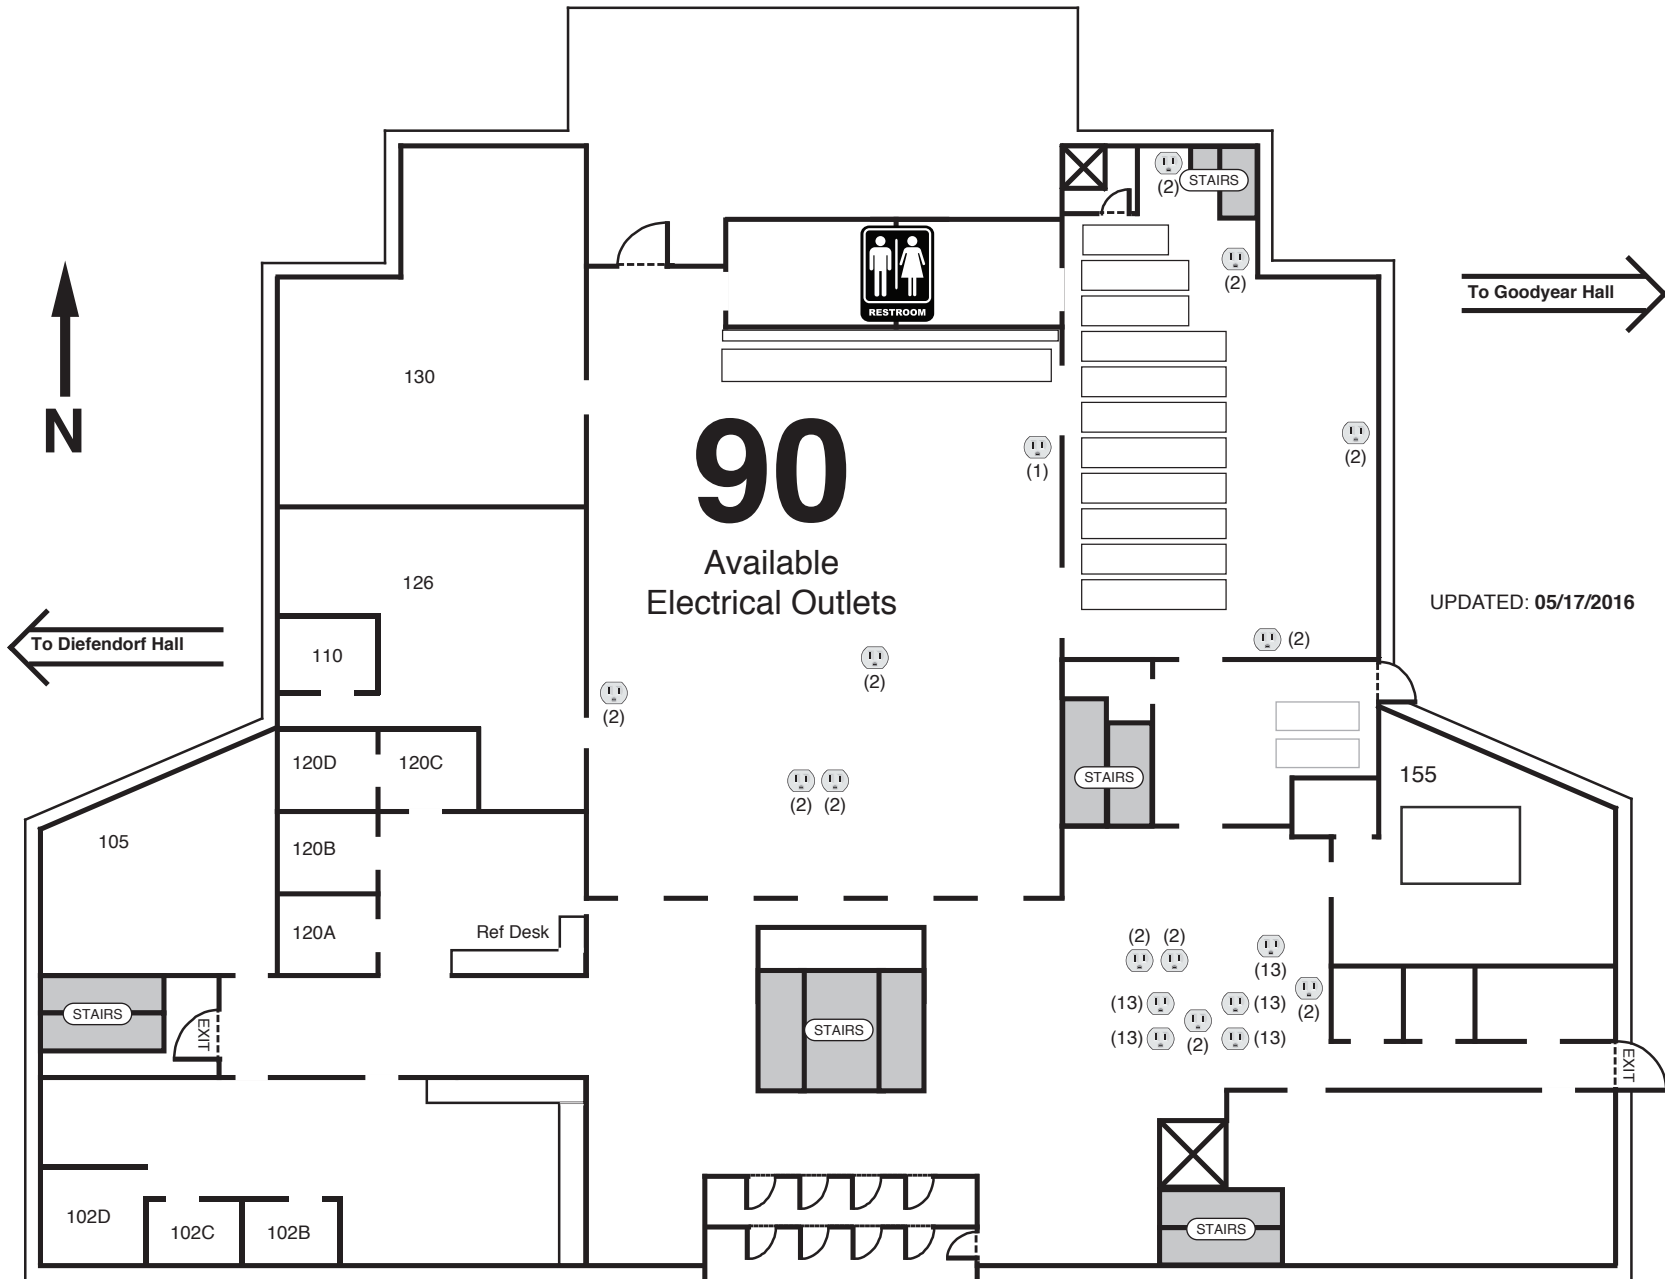 (2)
STAIRS
RESTROOM
(2)
To Goodyear Hall
130
N
90
(1)
(2)
Available
Electrical Outlets
126
UPDATED: 05/17/2016
To Diefendorf Hall
110
(2)
(2)
(2)
120D
120C
STAIRS
155
(2)
(2)
105
120B
120A
Ref Desk
(2)
(2)
(13)
STAIRS
EXIT
STAIRS
(13)
(13)
(2)
(13)
(2)
(13)
EXIT
102D
102C
102B
STAIRS